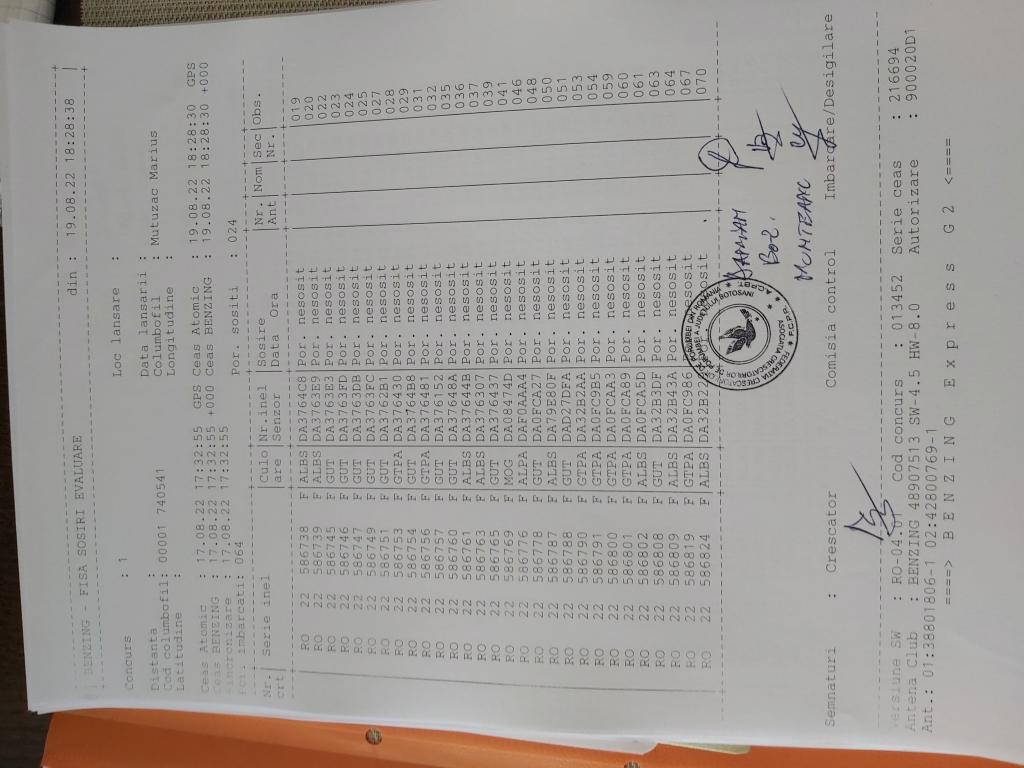 BENZING - FISA SOSIRI EVALUARE din : 19.08.22 18:28:38
Concurs : 1 Loc lansare :
Distanta : Data lansarii :
Cod columbofil: 00001 740541 Columbofil : Mutuzac Marius
Latitudine : Longitudine :
Ceas Atomic : 17.08.22 17:32:55 GPS Ceas Atomic : 19.08.22 18:28:30 GPS
Ceas BENZING : 17.08.22 17:32:55 +000 Ceas BENZING : 19.08.22 18:28:30 +000
Sincronizare : 17.08.22 17:32:55
Por. imbarcati: 064 Por. sositi : 024
Nr. | Serie inel | Culo | Nr.inel | Sosire | Nr. | Nom | Sec | Obs.
crt | are | Senzor | Data Ora | Ant | Nr. |
RO 22 586738 F ALBS DA3764C8 Por. nesosit 019
RO 22 586739 F ALBS DA3763E9 Por. nesosit 020
RO 22 586745 F GUT DA3763FD Por. nesosit 022
RO 22 586746 F GUT DA3763DB Por. nesosit 023
RO 22 586747 F GUT DA3763FC Por. nesosit 024
RO 22 586749 F GUT DA3762B1 Por. nesosit 025
RO 22 586751 F GTPA DA376430 Por. nesosit 027
RO 22 586753 F GUT DA3764B8 Por. nesosit 028
RO 22 586754 F GTPA DA376481 Por. nesosit 029
RO 22 586756 F GUT DA376152 Por. nesosit 031
RO 22 586757 F GUT DA37648A Por. nesosit 032
RO 22 586760 F ALBS DA37644B Por. nesosit 035
RO 22 586761 F ALBS DA376307 Por. nesosit 036
RO 22 586763 F GUT DA376437 Por. nesosit 037
RO 22 586765 F MOG DA08474D Por. nesosit 039
RO 22 586769 F ALPA DAF0AAA4 Por. nesosit 041
RO 22 586776 F GUT DA0FCA27 Por. nesosit 046
RO 22 586778 F ALBS DA79E80F Por. nesosit 048
RO 22 586787 F GUT DAD27DFA Por. nesosit 050
RO 22 586788 F GTPA DA32B2AA Por. nesosit 051
RO 22 586790 F GTPA DA0FC9B5 Por. nesosit 053
RO 22 586791 F GTPA DA0FCAA3 Por. nesosit 054
RO 22 586800 F GTPA DA0FCA89 Por. nesosit 059
RO 22 586801 F ALBS DA0FCA5D Por. nesosit 060
RO 22 586802 F GUT DA32B3DF Por. nesosit 061
RO 22 586808 F ALBS DA32B43A Por. nesosit 063
RO 22 586809 F GTPA DA0FC986 Por. nesosit 064
RO 22 586819 F ALBS Por. nesosit 067
RO 22 586824 070
DAMIAM
BOG.
MUNTEANU
Semnaturi : Crescator Comisia control Imbarcare/Desigilare
Versiune SW : RO-04.01 Cod concurs : 013452 Serie ceas : 216694
Antena Club : BENZING 48907513 SW-4.5 HW-8.0 Autorizare : 900020D1
Ant.: 01:38801806-1 02:42800769-1
====> B E N Z I N G E x p r e s s G 2 <====